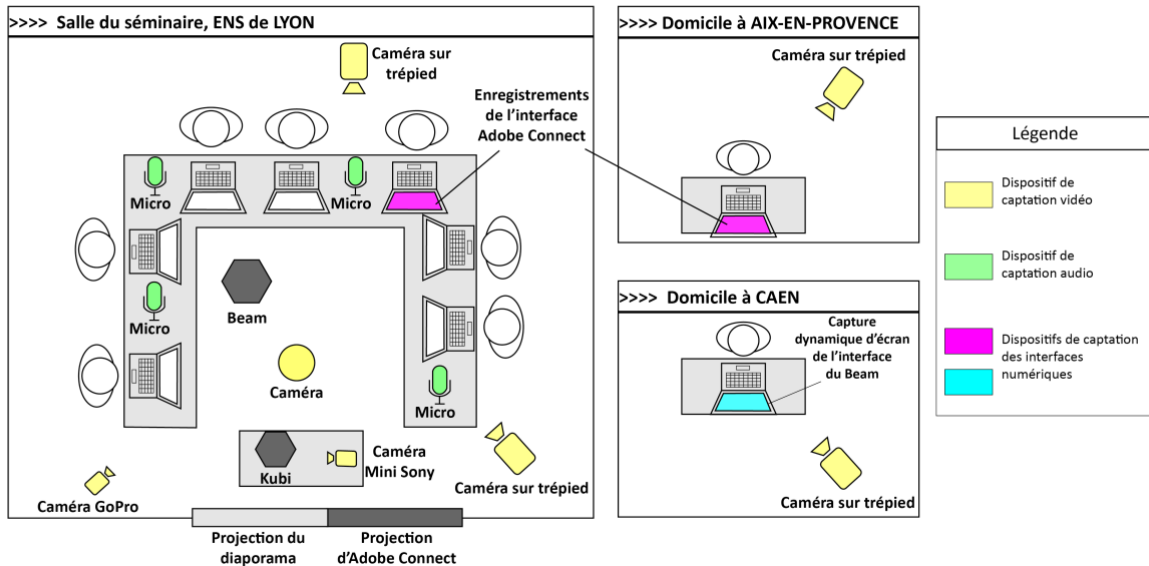 >>>> Salle du séminaire, ENS de LYON
Caméra sur
trépied
Enregistrements
de l’interface
Adobe Connect
Micro
Micro
Micro
Beam
Caméra
Micro
Kubi
Caméra
Mini Sony
Caméra GoPro
Caméra sur trépied
Projection du
diaporama
Projection
d’Adobe Connect
>>>> Domicile à AIX-EN-PROVENCE
Caméra sur trépied
>>>> Domicile à CAEN
Capture
dynamique d’écran
de l’interface
du Beam
Caméra sur trépied
Légende
Dispositif de
captation vidéo
Dispositif de
captation audio
Dispositifs de captation
des interfaces
numériques